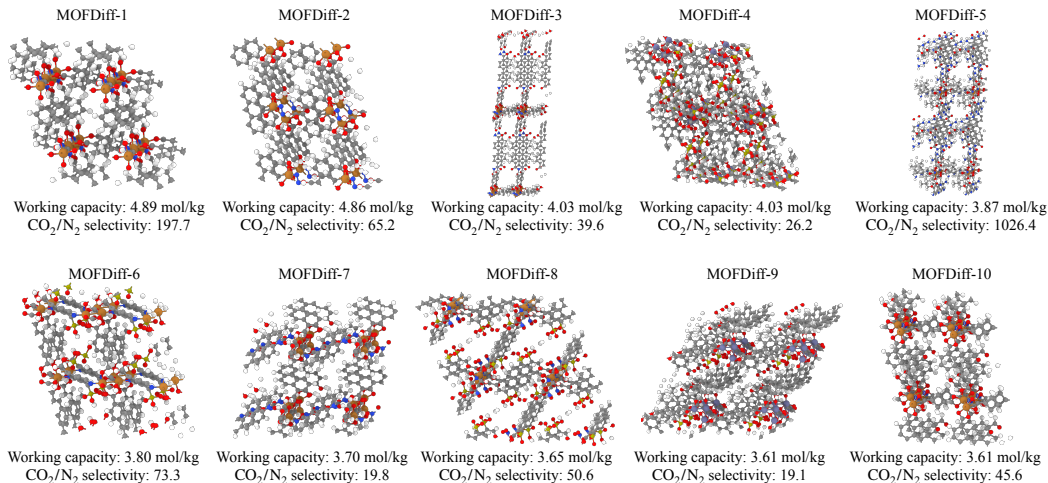 MOFDiff-1
MOFDiff-2
MOFDiff-3
MOFDiff-4
MOFDiff-5
Working capacity: 4.89 mol/kg
CO₂/N₂ selectivity: 197.7
Working capacity: 4.86 mol/kg
CO₂/N₂ selectivity: 65.2
Working capacity: 4.03 mol/kg
CO₂/N₂ selectivity: 39.6
Working capacity: 4.03 mol/kg
CO₂/N₂ selectivity: 26.2
Working capacity: 3.87 mol/kg
CO₂/N₂ selectivity: 1026.4
MOFDiff-6
MOFDiff-7
MOFDiff-8
MOFDiff-9
MOFDiff-10
Working capacity: 3.80 mol/kg
CO₂/N₂ selectivity: 73.3
Working capacity: 3.70 mol/kg
CO₂/N₂ selectivity: 19.8
Working capacity: 3.65 mol/kg
CO₂/N₂ selectivity: 50.6
Working capacity: 3.61 mol/kg
CO₂/N₂ selectivity: 19.1
Working capacity: 3.61 mol/kg
CO₂/N₂ selectivity: 45.6